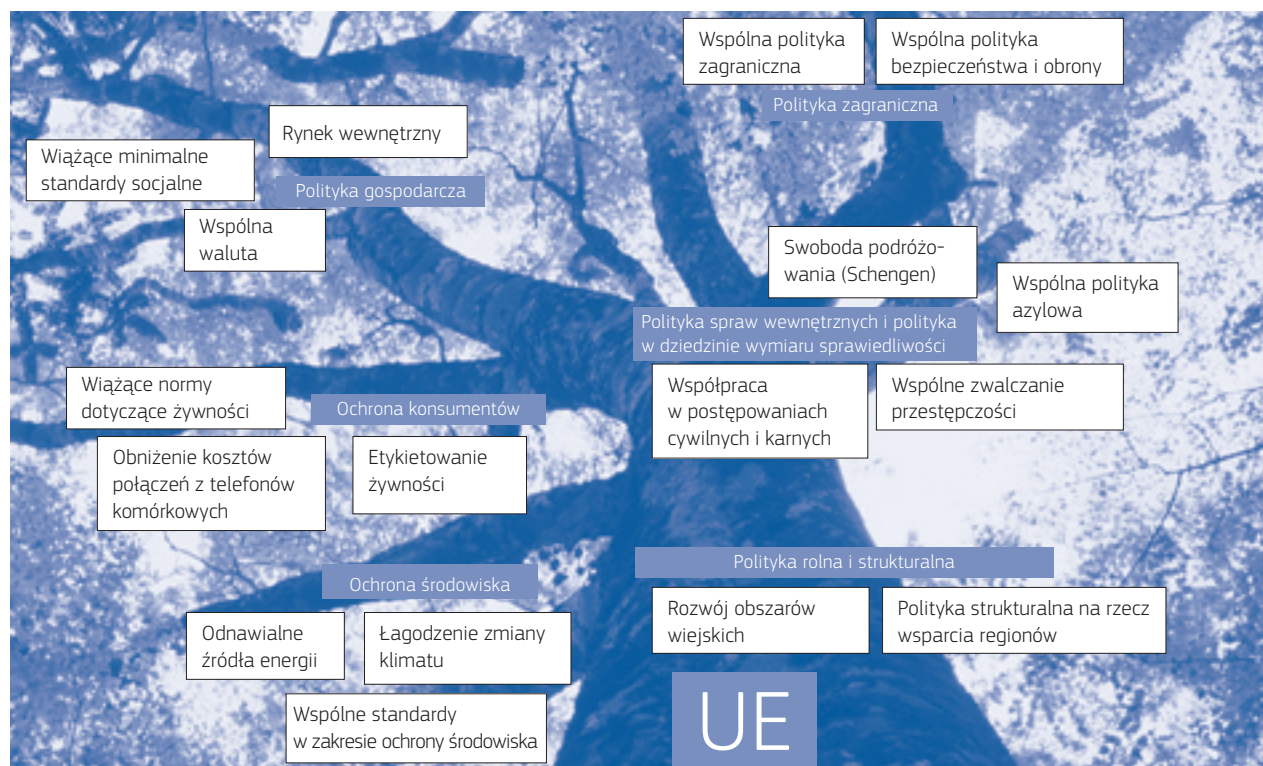 Wspólna polityka
zagraniczna
Wspólna polityka
bezpieczeństwa i obrony
Polityka zagraniczna
Rynek wewnętrzny
Wiążące minimalne
standardy socjalne
Polityka gospodarcza
Wspólna
waluta
Swoboda podróżo-
wania (Schengen)
Wspólna polityka
azylowa
Polityka spraw wewnętrznych i polityka
w dziedzinie wymiaru sprawiedliwości
Współpraca
w postępowaniach
cywilnych i karnych
Wspólne zwalczanie
przestępczości
Wiążące normy
dotyczące żywności
Ochrona konsumentów
Obniżenie kosztów
połączeń z telefonów
komórkowych
Etykietowanie
żywności
Ochrona środowiska
Odnawialne
źródła energii
Łagodzenie zmiany
klimatu
Wspólne standardy
w zakresie ochrony środowiska
Polityka rolna i strukturalna
Rozwój obszarów
wiejskich
Polityka strukturalna na rzecz
wsparcia regionów
UE